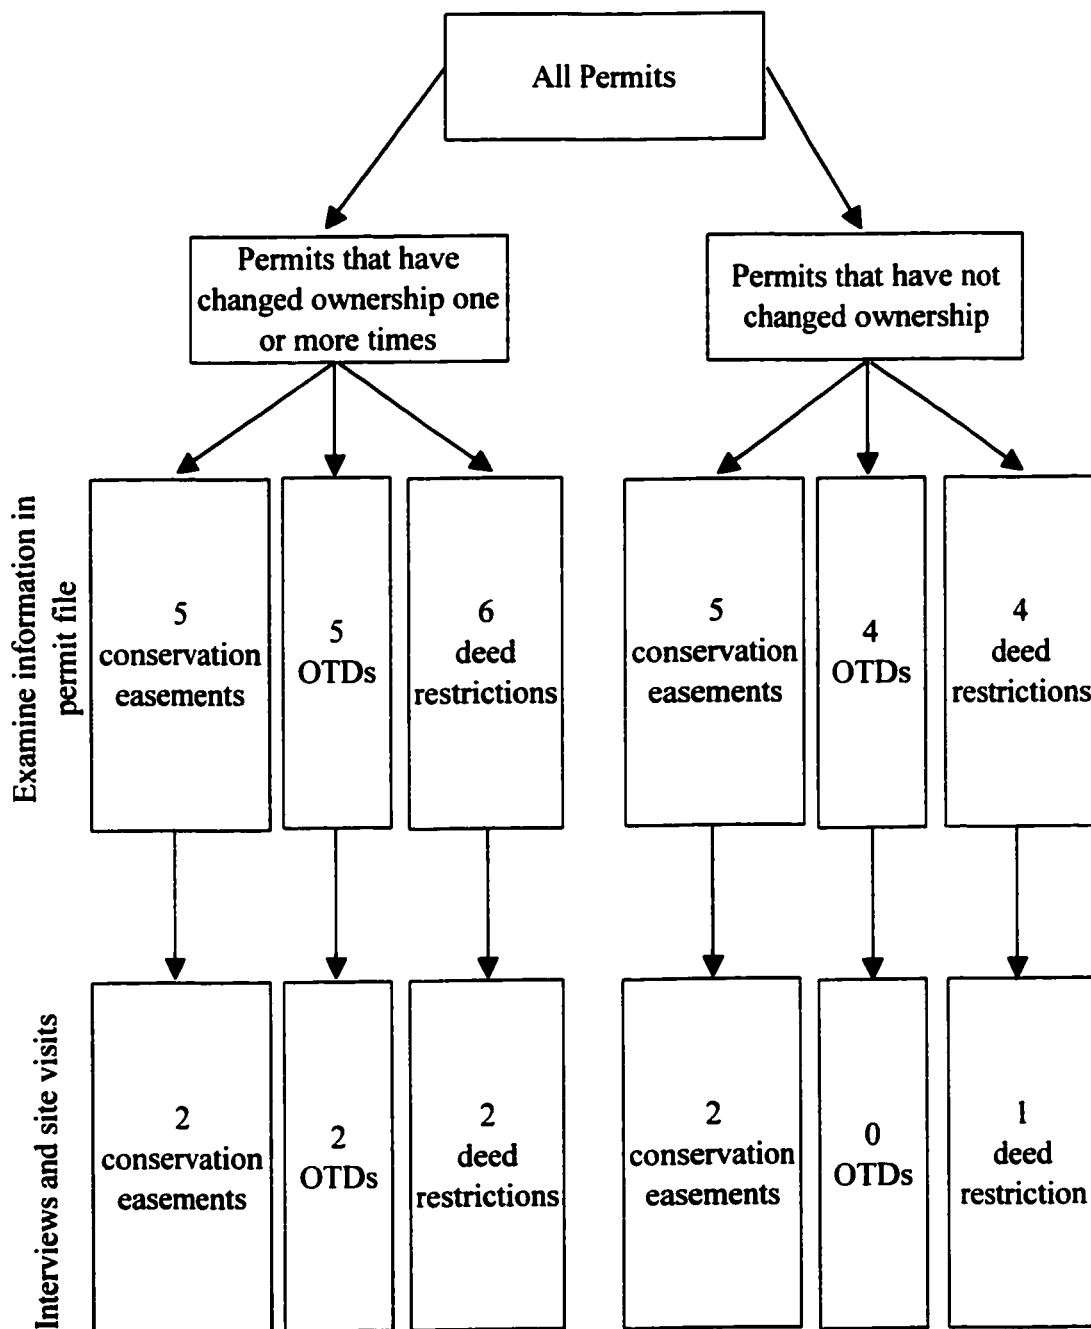 All Permits
Permits that have
changed ownership one
or more times
Permits that have not
changed ownership
Examine information in
permit file
5
conservation
easements
5
OTDs
6
deed
restrictions
5
conservation
easements
4
OTDs
4
deed
restrictions
Interviews and site visits
2
conservation
easements
2
OTDs
2
deed
restrictions
2
conservation
easements
0
OTDs
1
deed
restriction